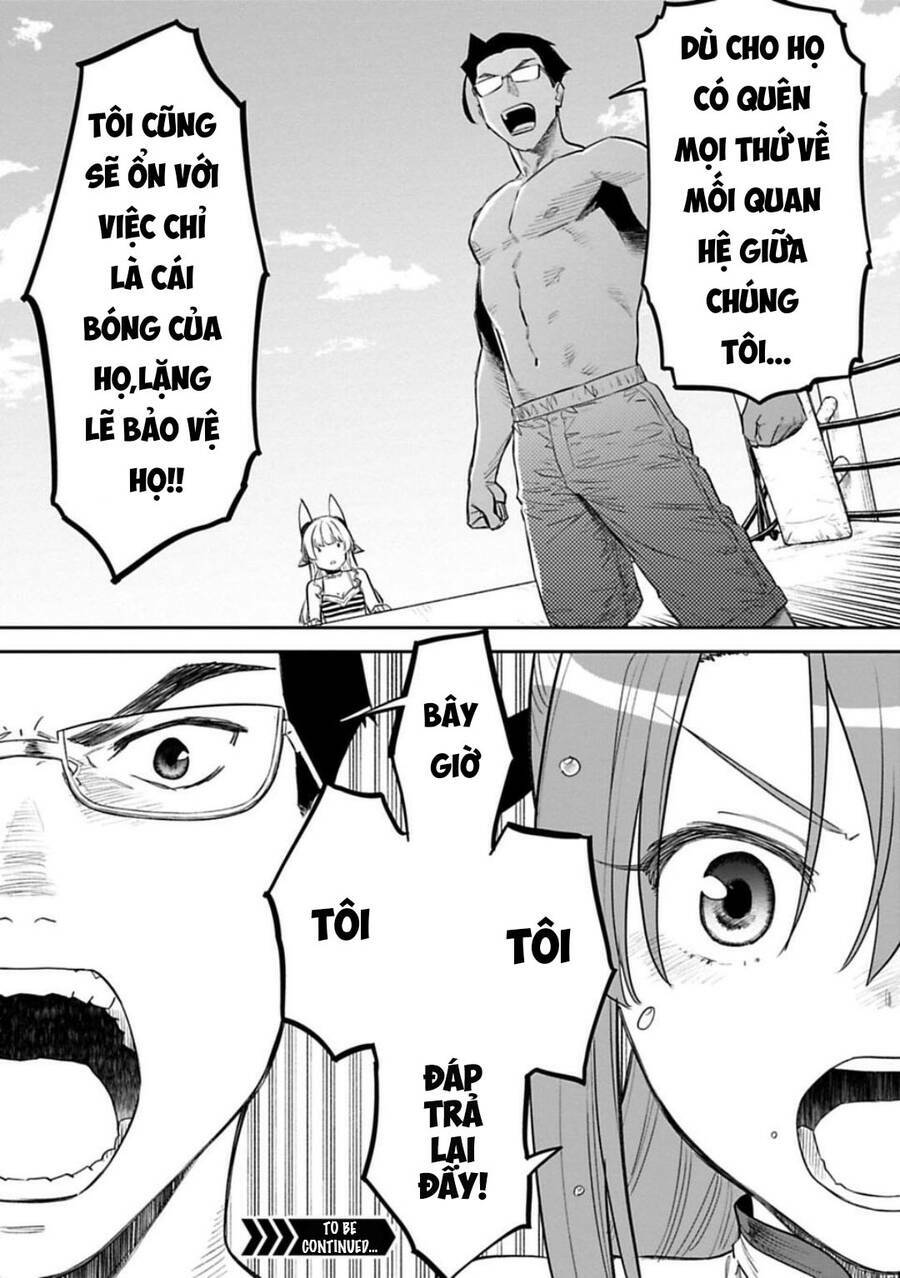 DÙ CHO HỌ
CÓ QUÊN
MỌI THỨ VỀ
MỐI QUAN
HỆ GIỮA
CHÚNG
TÔI...
TÔI CŨNG
SẼ ỔN VỚI
VIỆC CHỈ
LÀ CÁI
BÓNG CỦA
HỌ,LẶNG
LẼ BẢO VỆ
HỌ!!
BÂY
GIỜ
TÔI
TÔI
ĐÁP
TRẢ
LẠI
ĐÂY!
TO BE
CONTINUED...